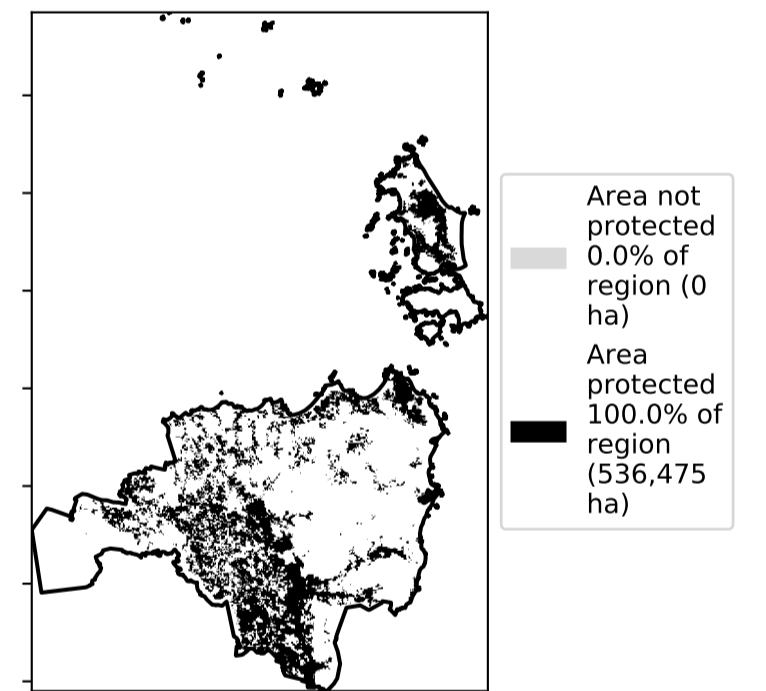 Area not
protected
0.0% of
region (0
ha)
Area
protected
100.0% of
region
(536,475
ha)